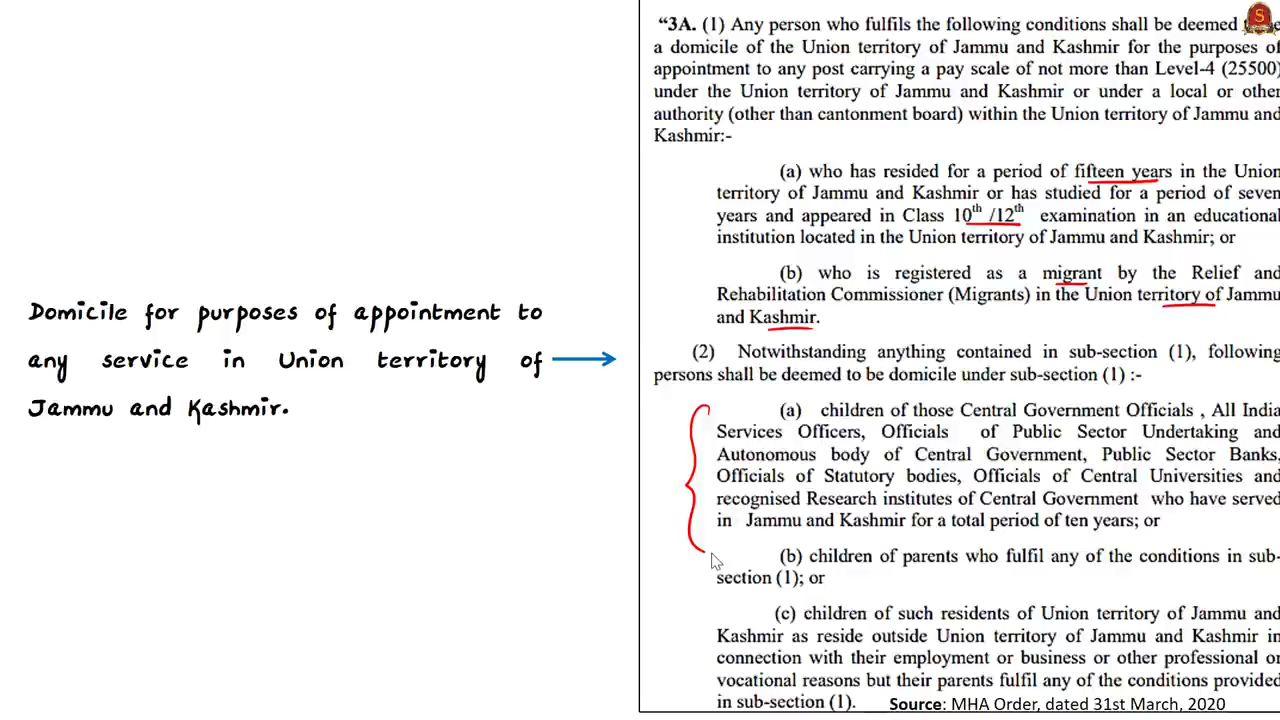 Domicile for purposes of appointment to
any service in Union territory of
Jammu and Kashmir.
“3A. (1) Any person who fulfils the following conditions shall be deemed
a domicile of the Union territory of Jammu and Kashmir for the purposes of
appointment to any post carrying a pay scale of not more than Level-4 (25500)
under the Union territory of Jammu and Kashmir or under a local or other
authority (other than cantonment board) within the Union territory of Jammu and
Kashmir:-
(a) who has resided for a period of fifteen years in the Union
territory of Jammu and Kashmir or has studied for a period of seven
years and appeared in Class 10th /12th examination in an educational
institution located in the Union territory of Jammu and Kashmir; or
(b) who is registered as a migrant by the Relief and
Rehabilitation Commissioner (Migrants) in the Union territory of Jammu
and Kashmir.
(2) Notwithstanding anything contained in sub-section (1), following
persons shall be deemed to be domicile under sub-section (1) :-
(a) children of those Central Government Officials , All India
Services Officers, Officials of Public Sector Undertaking and
Autonomous body of Central Government, Public Sector Banks,
Officials of Statutory bodies, Officials of Central Universities and
recognised Research institutes of Central Government who have served
in Jammu and Kashmir for a total period of ten years; or
(b) children of parents who fulfil any of the conditions in sub-
section (1); or
(c) children of such residents of Union territory of Jammu and
Kashmir as reside outside Union territory of Jammu and Kashmir in
connection with their employment or business or other professional or
vocational reasons but their parents fulfil any of the conditions provided
in sub-section (1).
Source: MHA Order, dated 31st March, 2020